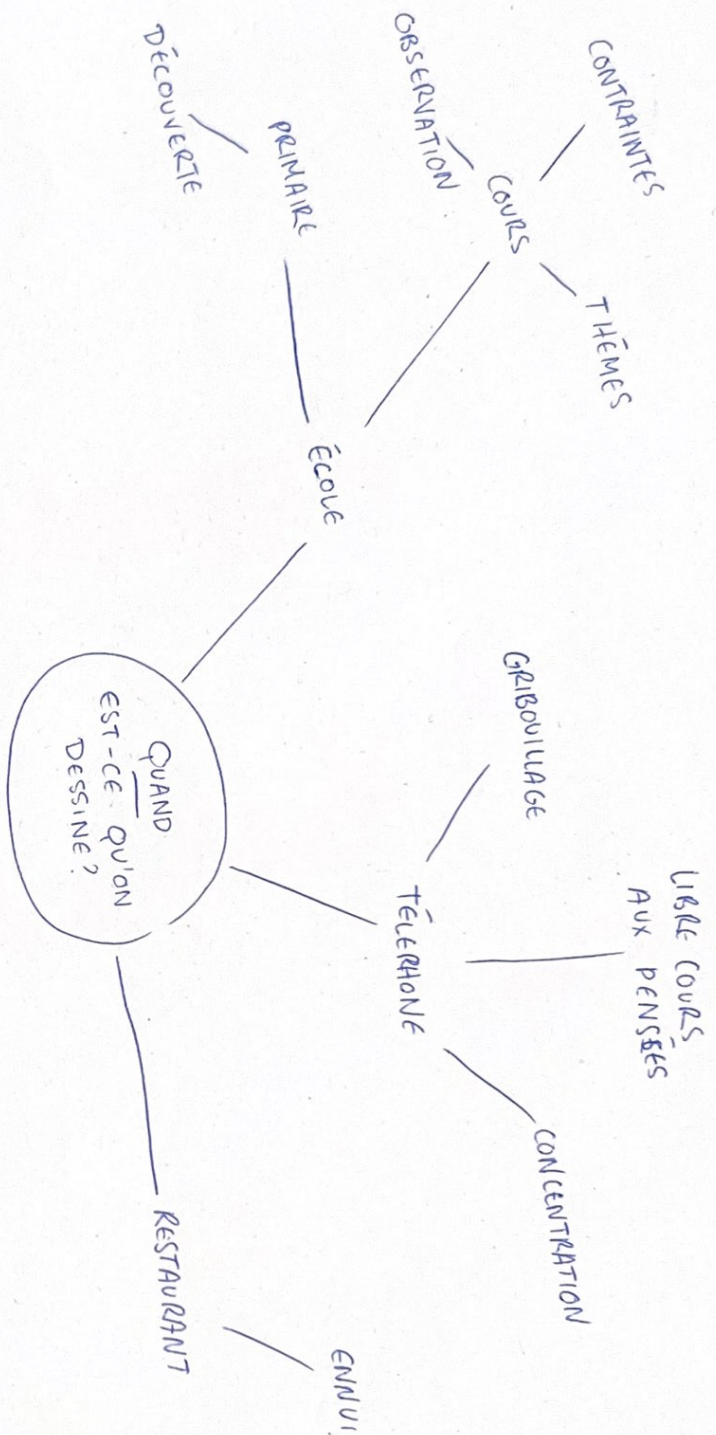 CONTRAINTES
OBSERVATION
COURS
THÈMES
DÉCOUVERTE
PRIMAIRE
ÉCOLE
LIBRE COURS
AUX PENSÉES
GRIBOUILLAGE
TÉLÉPHONE
CONCENTRATION
QUAND
EST-CE QU'ON
DESSINE ?
RESTAURANT
ENNUI